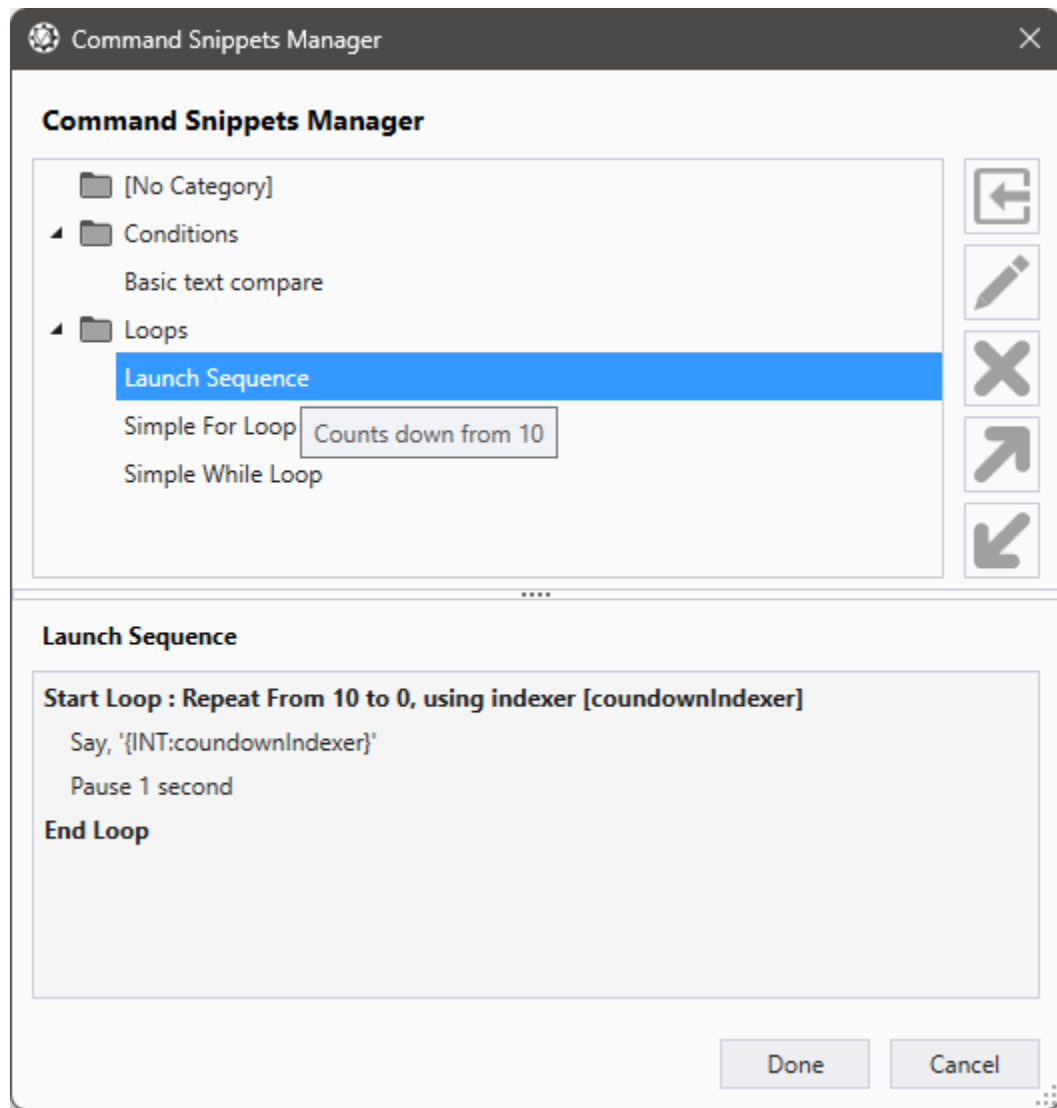 Command Snippets Manager
Command Snippets Manager
[No Category]
Conditions
Basic text compare
Loops
Launch Sequence
Simple For Loop
Counts down from 10
Simple While Loop
Launch Sequence
Start Loop : Repeat From 10 to 0, using indexer [coundownIndexer]
Say, '{INT:coundownIndexer}'
Pause 1 second
End Loop
Done Cancel